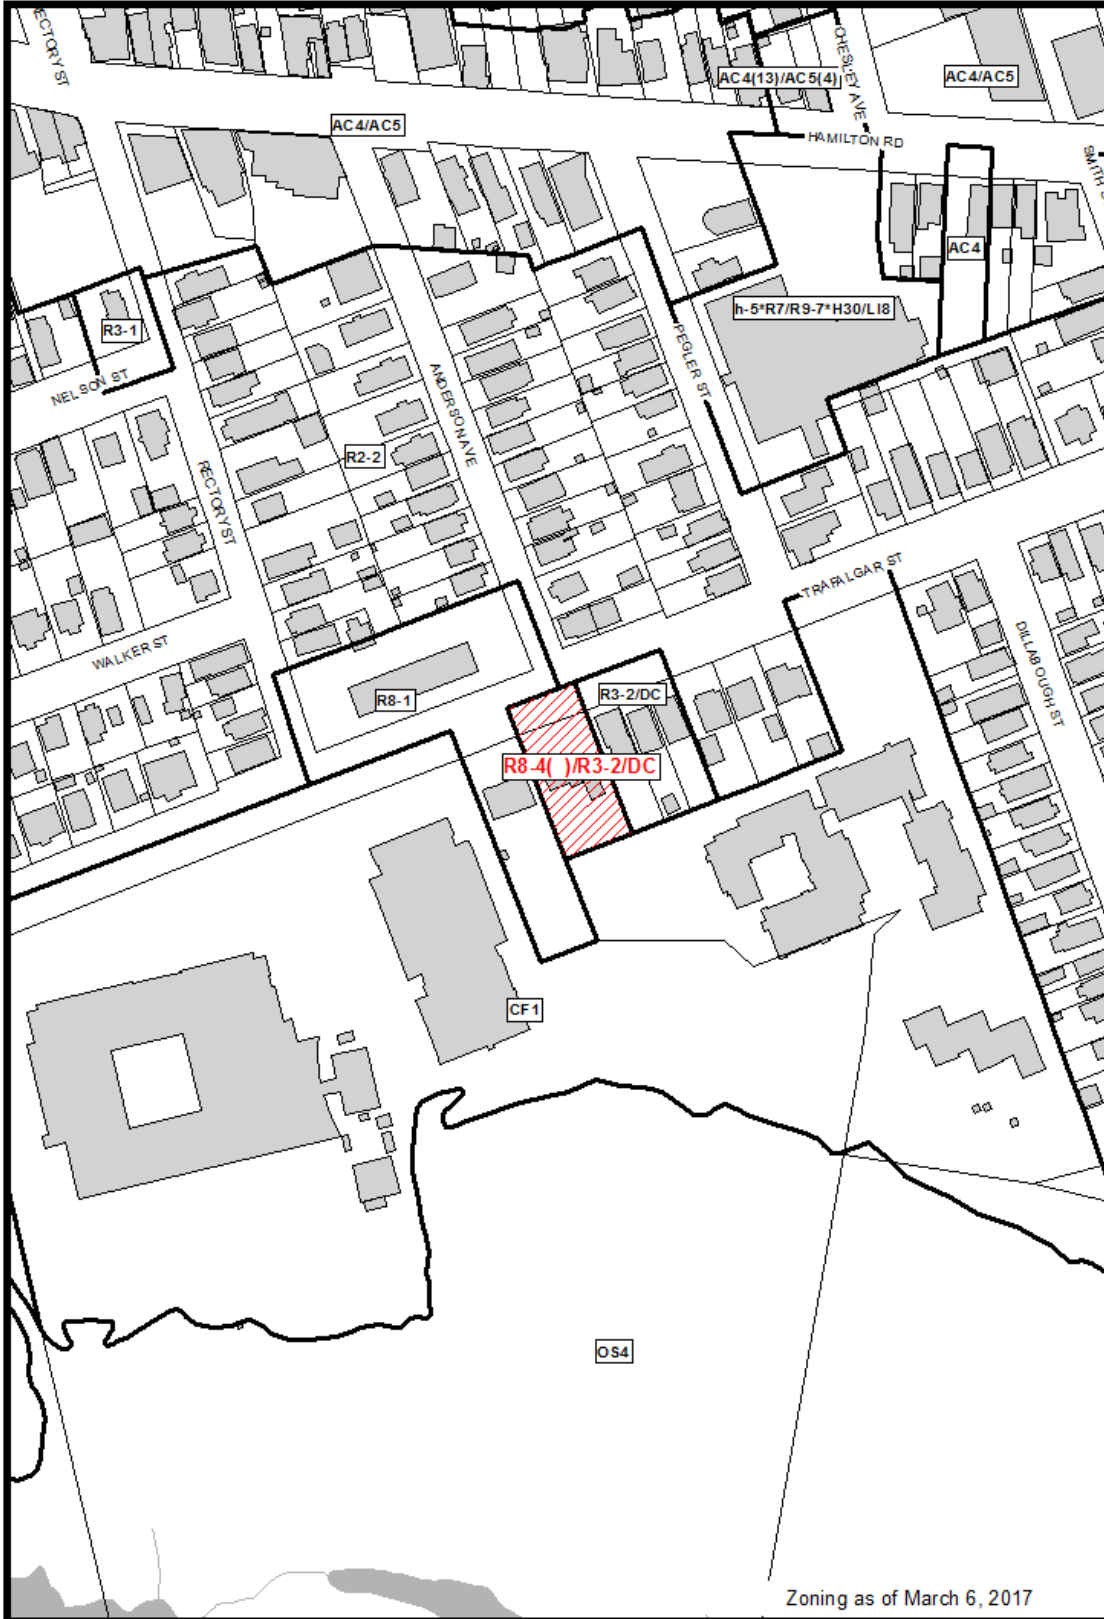 RECTORY ST
CHESLEY AVE
AC4(13)/AC5(4)
AC4/AC5
AC4/AC5
HAMILTON RD
SMITH S
AC4
h-5*R7/R9-7*H30/LI8
R3-1
NELSON ST
PEGLER ST
ANDERSON AVE
R2-2
RECTORY ST
TRAFALGAR ST
WALKER ST
DILLABOUGH ST
R8-1
R3-2/DC
R8-4( )/R3-2/DC
CF1
OS4
Zoning as of March 6, 2017